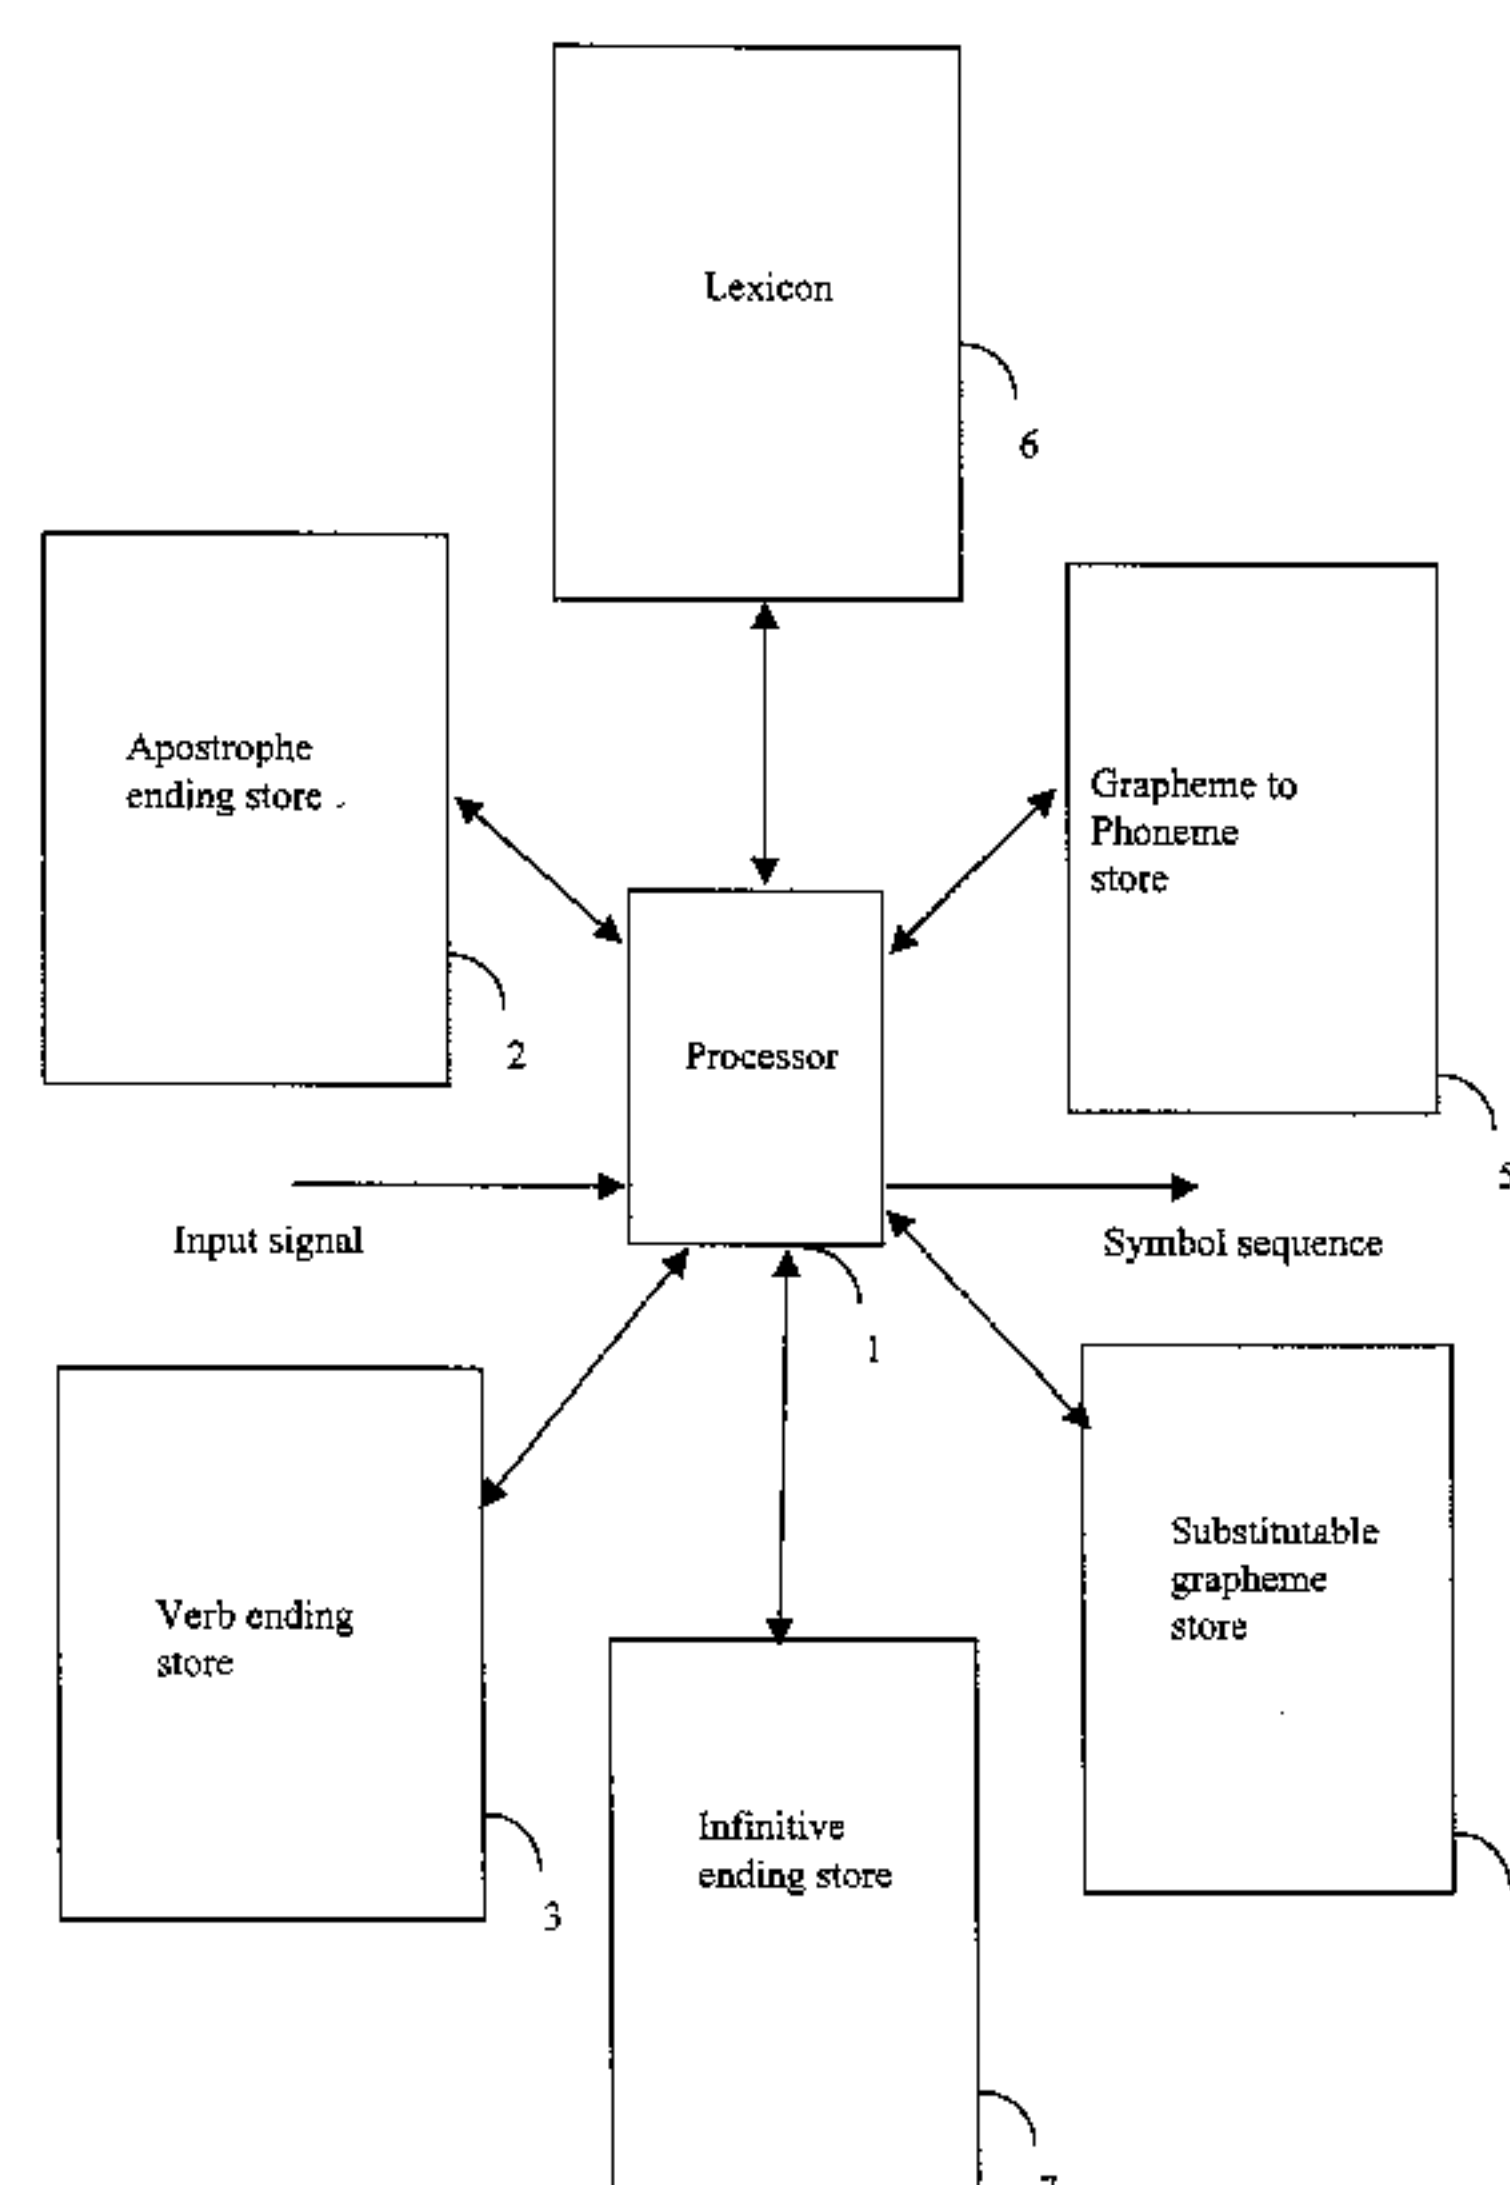 Lexicon
6
Apostrophe
ending store
2
Grapheme to
Phoneme
store
5
Processor
Input signal
Symbol sequence
1
Verb ending
store
3
Substitutable
grapheme
store
Infinitive
ending store